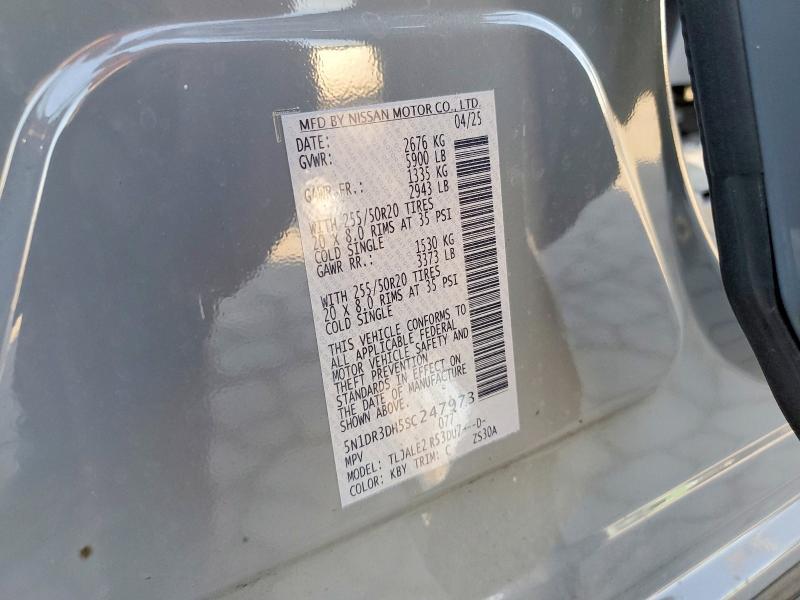 MFD BY NISSAN MOTOR CO., LTD.
DATE: 04/25
GVWR: 2676 KG
5900 LB
GAWR FR.: 1335 KG
2943 LB
WITH 255/50R20 TIRES
20 X 8.0 RIMS AT 35 PSI
COLD SINGLE
GAWR RR.: 1530 KG
3373 LB
WITH 255/50R20 TIRES
20 X 8.0 RIMS AT 35 PSI
COLD SINGLE
THIS VEHICLE CONFORMS TO
ALL APPLICABLE FEDERAL
MOTOR VEHICLE SAFETY AND
THEFT PREVENTION
STANDARDS IN EFFECT ON
THE DATE OF MANUFACTURE
SHOWN ABOVE
5N1DR3DH5SC247973
MPV
MODEL:
COLOR: KBY TRIM: